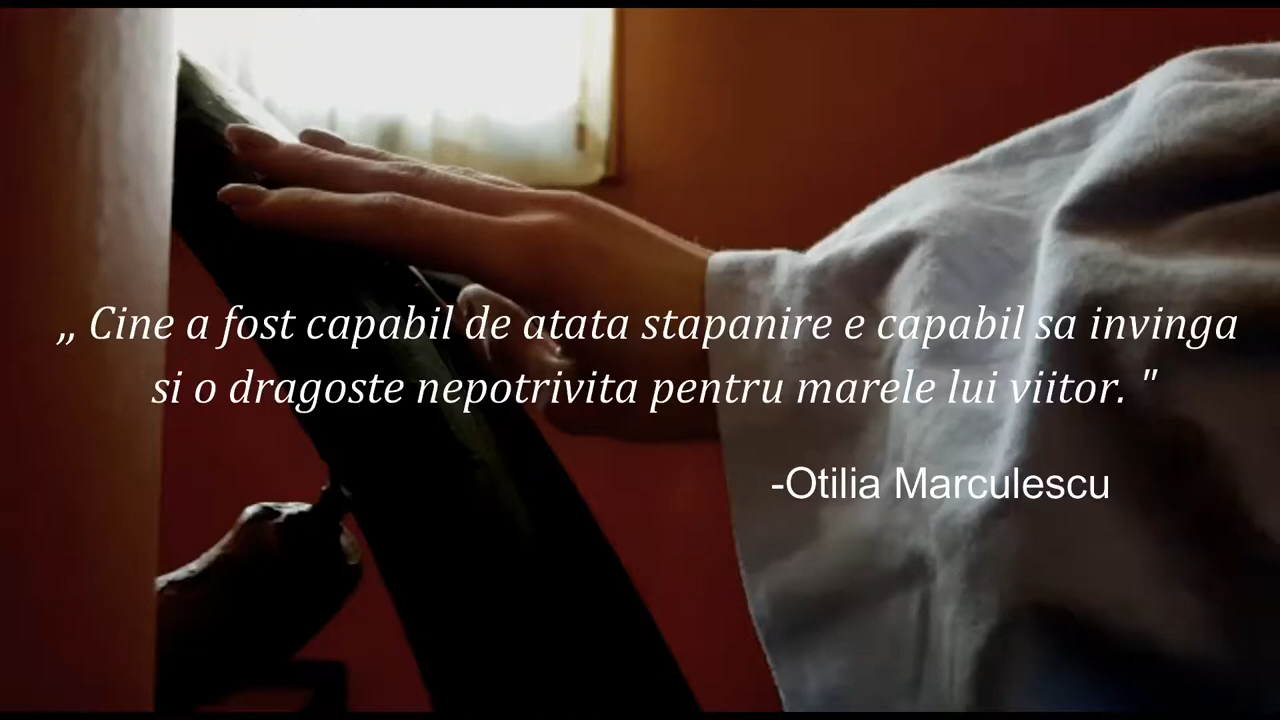 ,, Cine a fost capabil de atata stapanire e capabil sa invinga
si o dragoste nepotrivita pentru marele lui viitor. "
-Otilia Marculescu